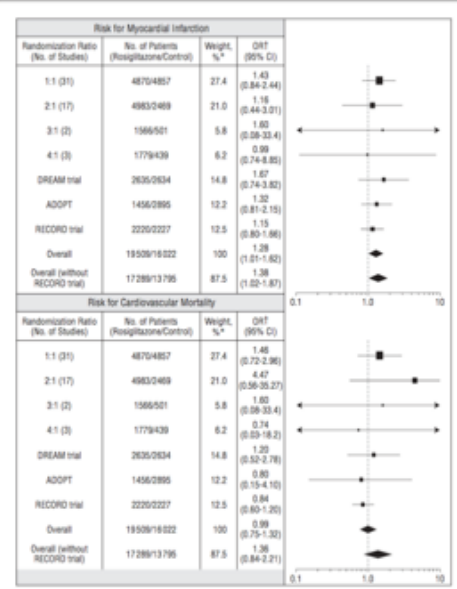 Risk for Myocardial Infarction
Randomization Ratio (No. of Studies) No. of Patients (Rosiglitazone/Control) Weight, %* ORT (95% CI)
1:1 (31) 4870/4857 27.4 1.43 (0.84-2.44)
2:1 (17) 4983/2469 21.0 1.16 (0.44-3.01)
3:1 (2) 1566/501 5.8 1.60 (0.08-33.4)
4:1 (3) 1779/439 6.2 0.99 (0.74-8.85)
DREAM trial 2635/2634 14.8 1.67 (0.74-3.82)
ADOPT 1456/2895 12.2 1.32 (0.81-2.15)
RECORD trial 2220/2227 12.5 1.15 (0.80-1.66)
Overall 19509/16022 100 1.28 (1.01-1.62)
Overall (without RECORD trial) 17289/13795 87.5 1.38 (1.02-1.87)
0.1 1.0 10
Risk for Cardiovascular Mortality
Randomization Ratio (No. of Studies) No. of Patients (Rosiglitazone/Control) Weight, %* ORT (95% CI)
1:1 (31) 4870/4857 27.4 1.46 (0.72-2.96)
2:1 (17) 4983/2469 21.0 4.47 (0.56-35.27)
3:1 (2) 1566/501 5.8 1.60 (0.08-33.4)
4:1 (3) 1779/439 6.2 0.74 (0.03-18.2)
DREAM trial 2635/2634 14.8 1.20 (0.52-2.78)
ADOPT 1456/2895 12.2 0.80 (0.15-4.10)
RECORD trial 2220/2227 12.5 0.84 (0.60-1.20)
Overall 19509/16022 100 0.99 (0.75-1.32)
Overall (without RECORD trial) 17289/13795 87.5 1.36 (0.84-2.21)
0.1 1.0 10